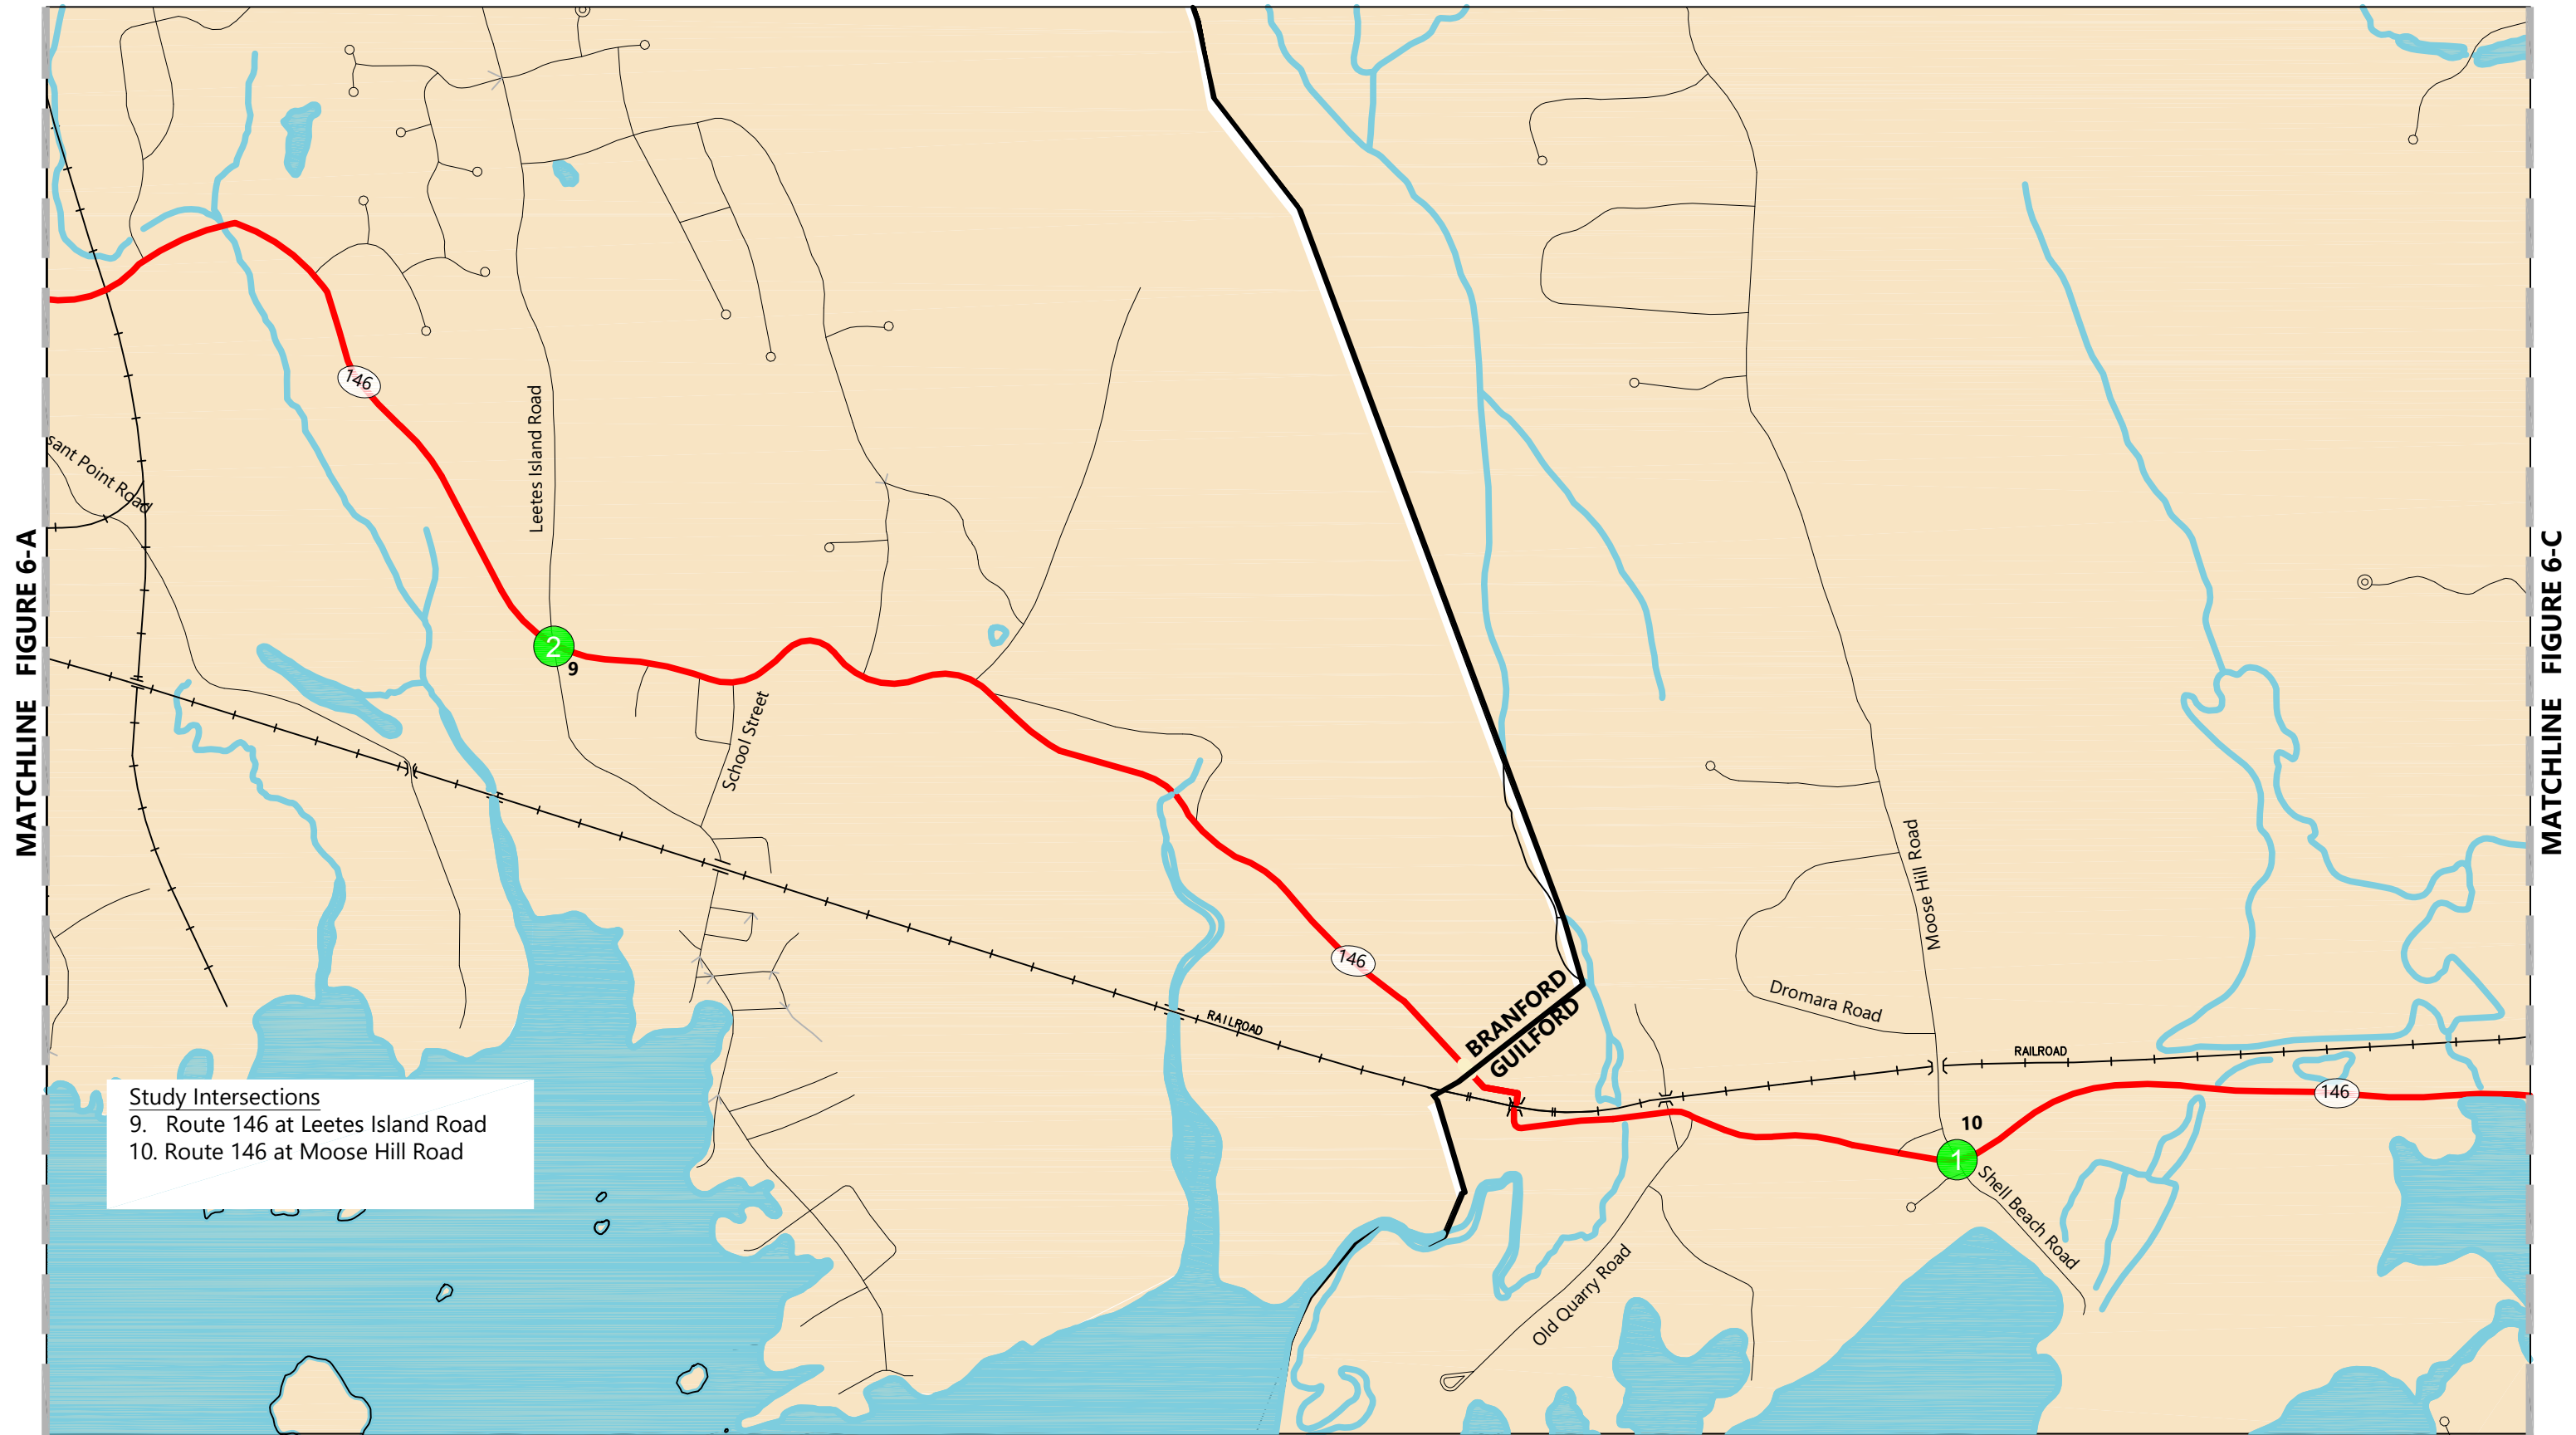 MATCHLINE FIGURE 6-A
146
sant Point Road
Leetes Island Road
2
9
School Street
RAILROAD
146
BRANFORD
GUILFORD
Moose Hill Road
Dromara Road
RAILROAD
146
10
1
Shell Beach Road
Old Quarry Road
Study Intersections
9. Route 146 at Leetes Island Road
10. Route 146 at Moose Hill Road
MATCHLINE FIGURE 6-C